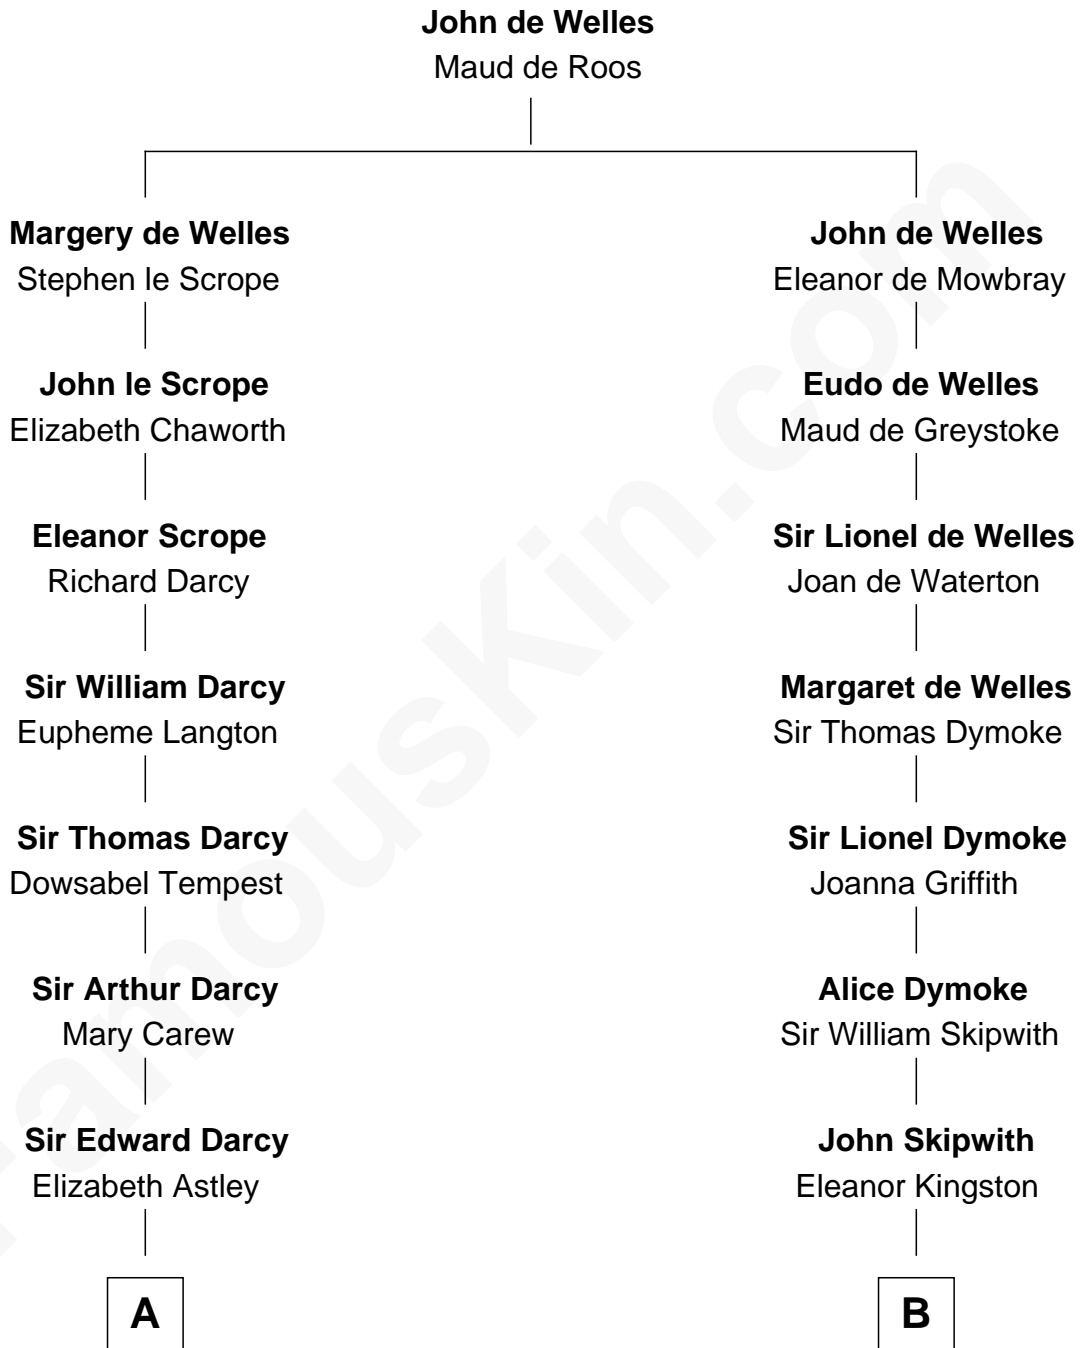 John de Welles
Maud de Roos
Margery de Welles
Stephen le Scrope
John le Scrope
Elizabeth Chaworth
Eleanor Scrope
Richard Darcy
Sir William Darcy
Eupheme Langton
Sir Thomas Darcy
Dowsabel Tempest
Sir Arthur Darcy
Mary Carew
Sir Edward Darcy
Elizabeth Astley
A
John de Welles
Eleanor de Mowbray
Eudo de Welles
Maud de Greystoke
Sir Lionel de Welles
Joan de Waterton
Margaret de Welles
Sir Thomas Dymoke
Sir Lionel Dymoke
Joanna Griffith
Alice Dymoke
Sir William Skipwith
John Skipwith
Eleanor Kingston
B
FamousKin.com